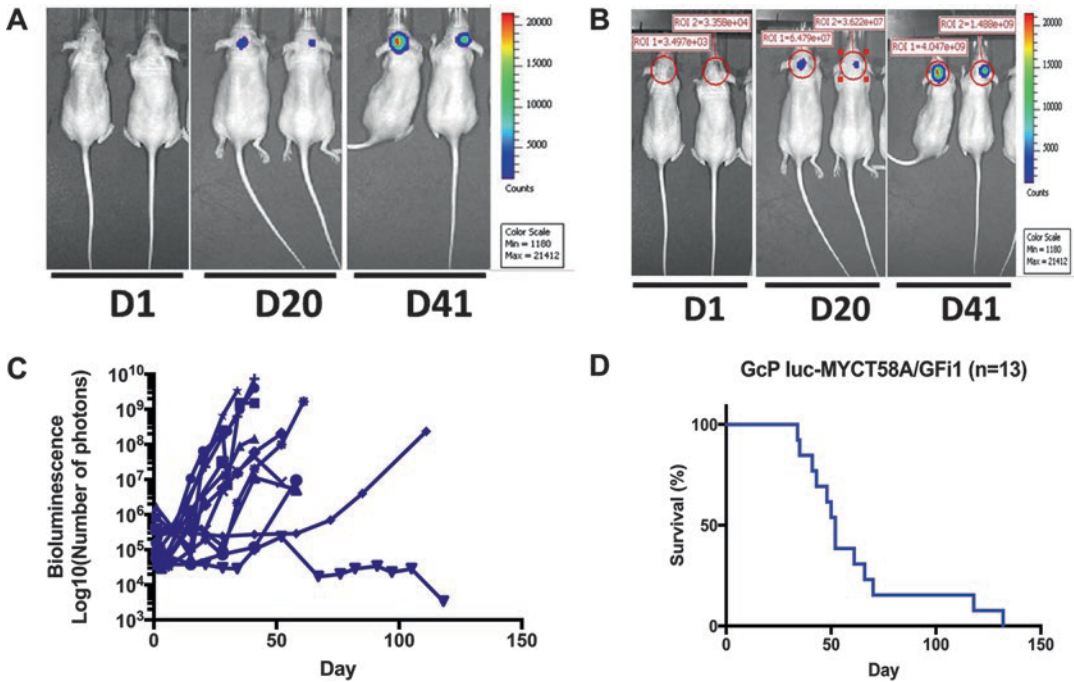 A
20000
15000
10000
5000
Counts
Color Scale
Min = 1180
Max = 21412
D1
D20
D41
B
ROI 2=3.358e+04
ROI 1=3.497e+03
ROI 2=3.622e+07
ROI 1=6.479e+07
ROI 2=1.488e+09
ROI 1=4.047e+09
20000
15000
10000
5000
Counts
Color Scale
Min = 1180
Max = 21412
D1
D20
D41
C
Bioluminescence
Log10(Number of photons)
10¹⁰
10⁹
10⁸
10⁷
10⁶
10⁵
10⁴
10³
0
50
100
150
Day
D
GcP luc-MYCT58A/GFi1 (n=13)
Survival (%)
100
50
0
0
50
100
150
Day